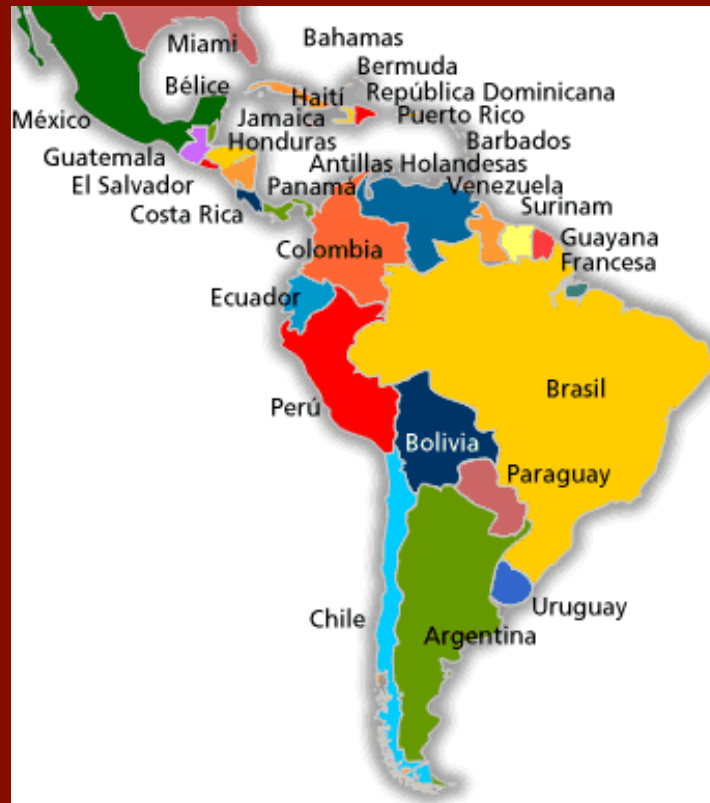 Miami
Bahamas
Bermuda
Bélice
Haití
República Dominicana
México
Jamaica
Puerto Rico
Honduras
Barbados
Guatemala
Antillas Holandesas
El Salvador
Panamá
Venezuela
Costa Rica
Surinam
Colombia
Guayana
Francesa
Ecuador
Brasil
Perú
Bolivia
Paraguay
Chile
Uruguay
Argentina